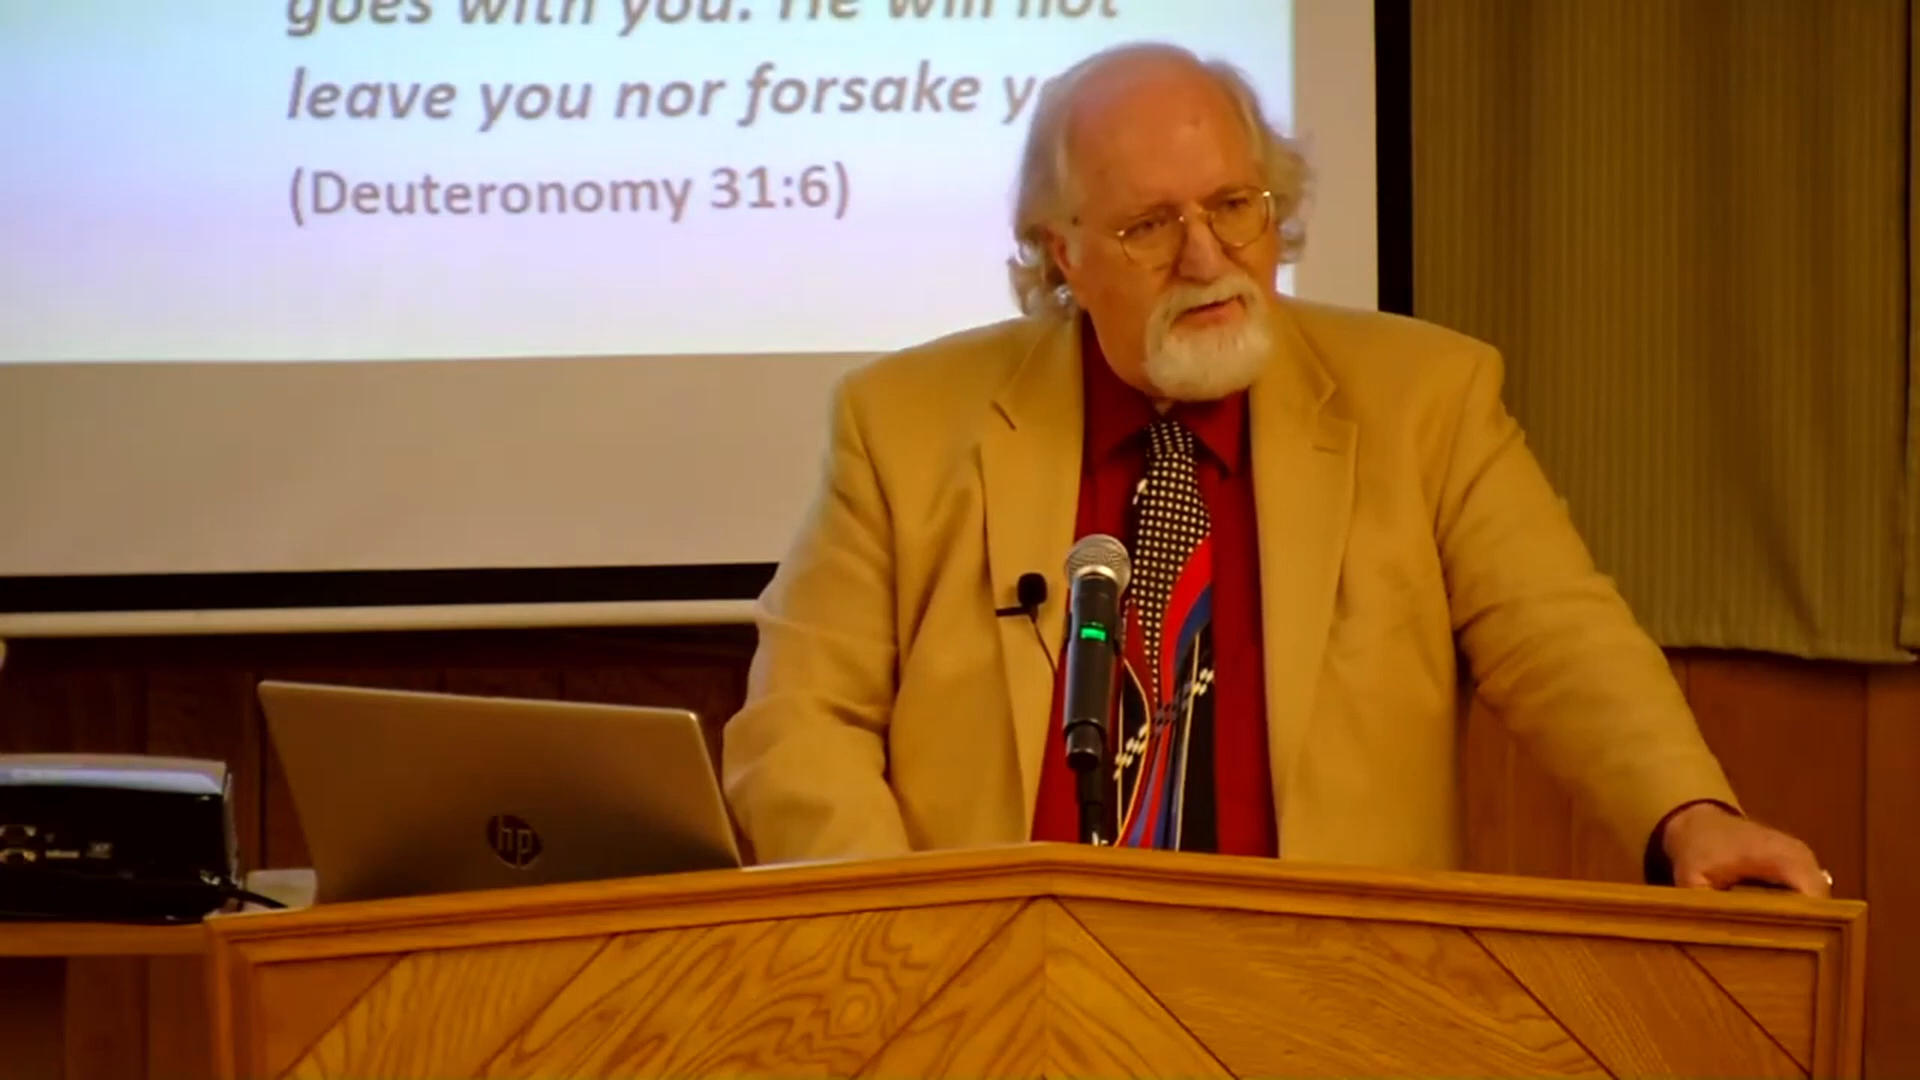 goes with you. He will not
leave you nor forsake
(Deuteronomy 31:6)
hp